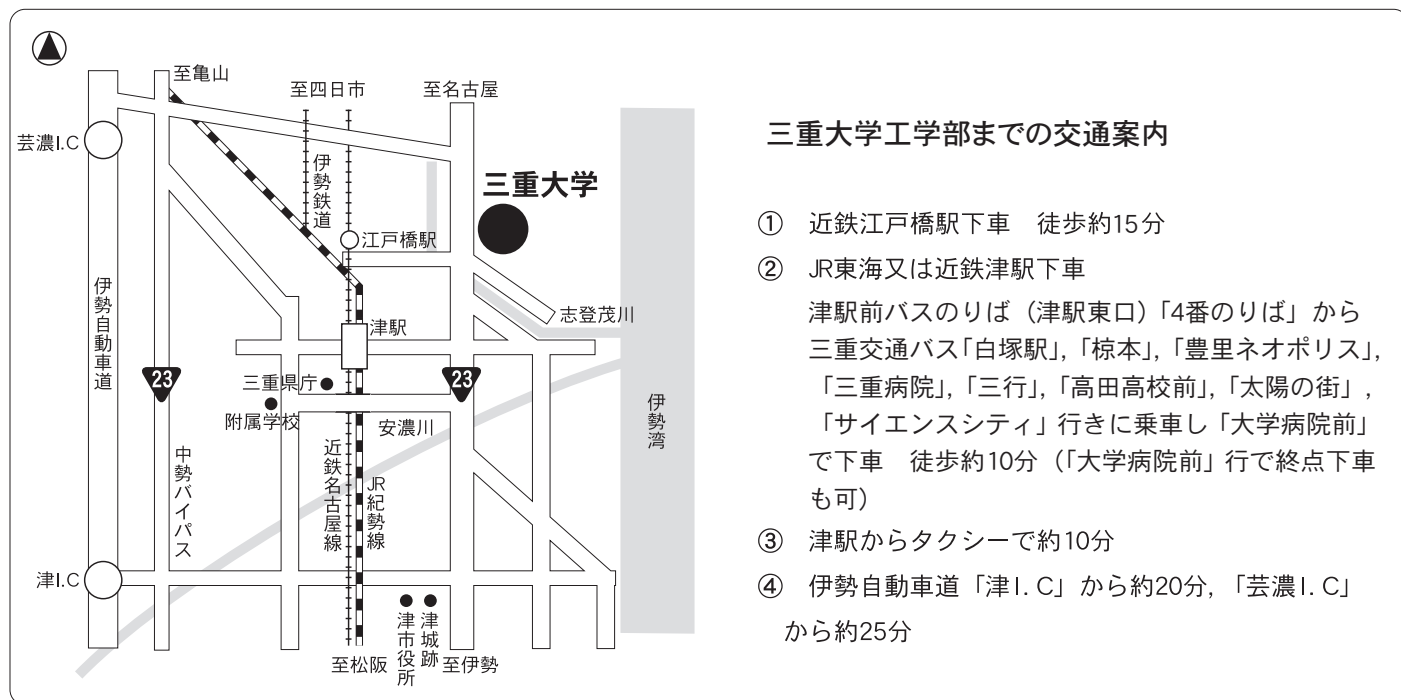 至亀山
至四日市
至名古屋
芸濃I.C
伊勢鉄道
三重大学
江戸橋駅
伊勢自動車道
志登茂川
津駅
23
三重県庁
23
附属学校
安濃川
伊勢湾
中勢バイパス
近鉄名古屋線
JR紀勢線
津I.C
津市役所
津城跡
至松阪
至伊勢
三重大学工学部までの交通案内
① 近鉄江戸橋駅下車 徒歩約15分
② JR東海又は近鉄津駅下車
津駅前バスのりば（津駅東口）「4番のりば」から
三重交通バス「白塚駅」,「椋本」,「豊里ネオポリス」,
「三重病院」,「三行」,「高田高校前」,「太陽の街」,
「サイエンスシティ」行きに乗車し「大学病院前」
で下車 徒歩約10分（「大学病院前」行で終点下車
も可）
③ 津駅からタクシーで約10分
④ 伊勢自動車道「津I. C」から約20分, 「芸濃I. C」
から約25分